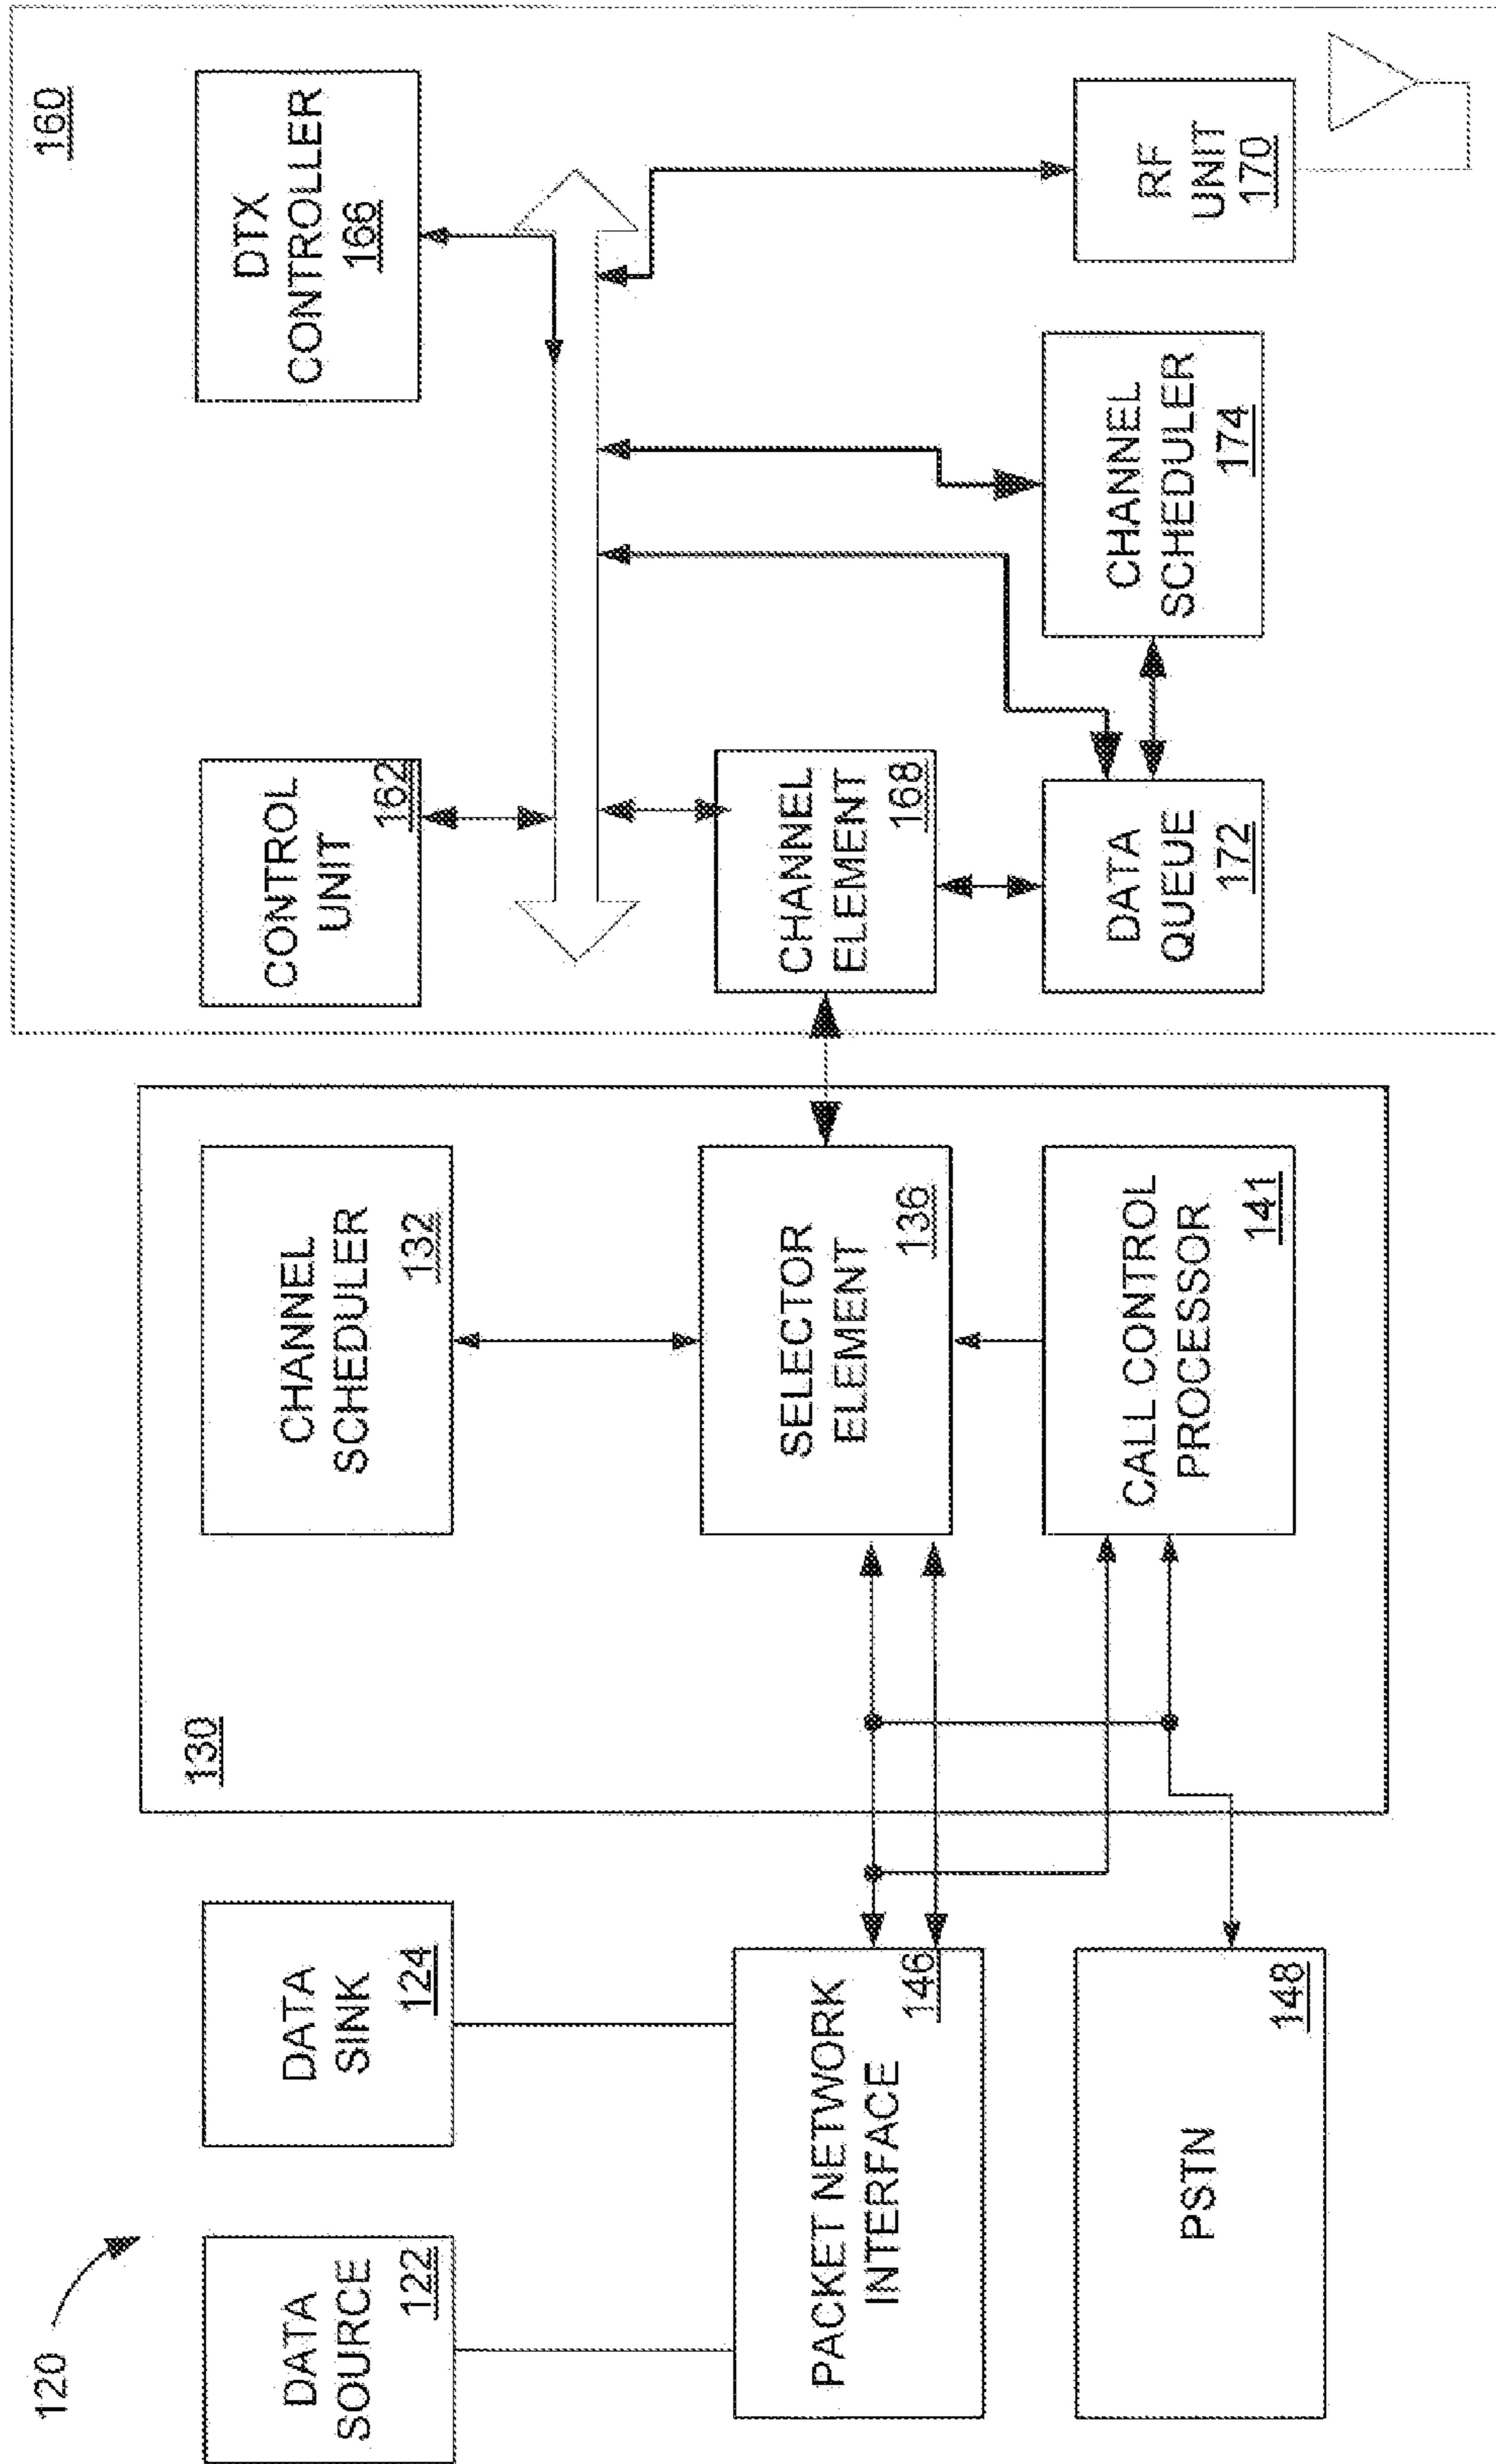 120
DATA
SOURCE
122
DATA
SINK
124
PACKET NETWORK
INTERFACE
146
PSTN
148
130
CHANNEL
SCHEDULER
132
SELECTOR
ELEMENT
136
CALL CONTROL
PROCESSOR
141
160
CONTROL
UNIT
162
DTX
CONTROLLER
166
CHANNEL
ELEMENT
168
DATA
QUEUE
172
CHANNEL
SCHEDULER
174
RF
UNIT
170